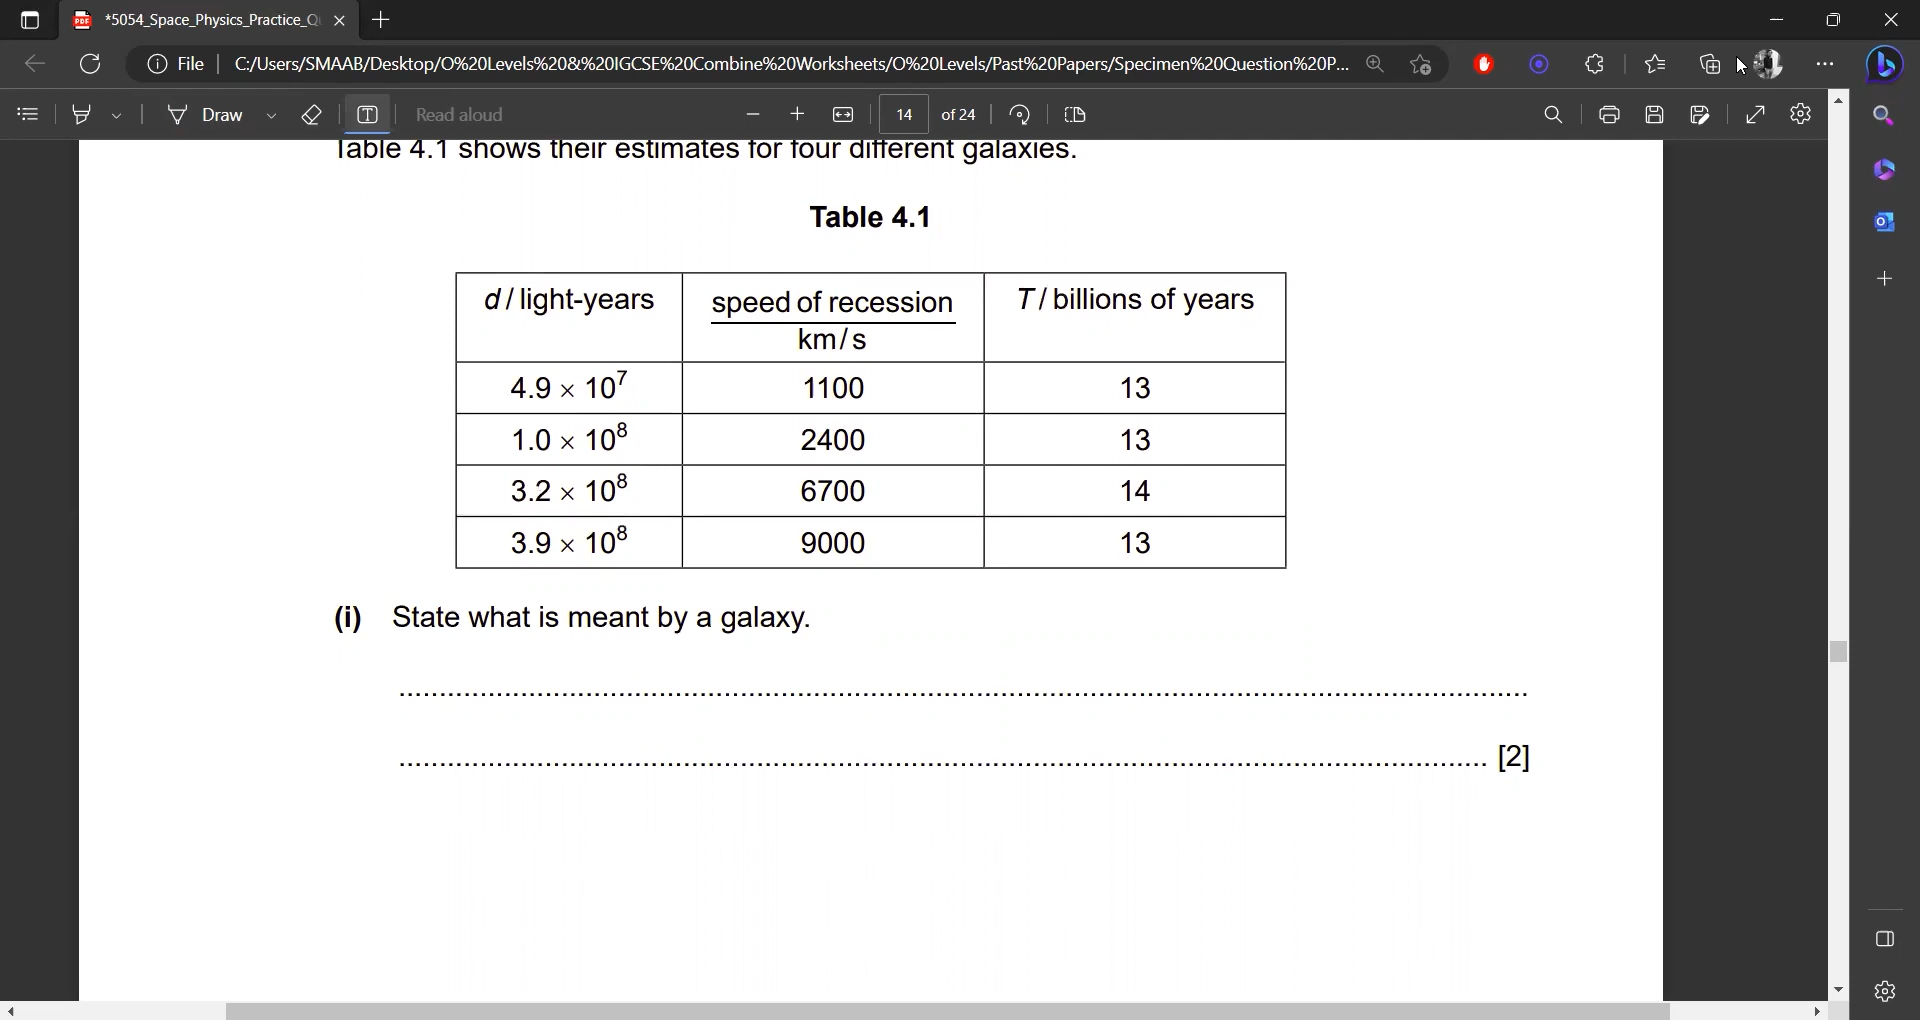 *5054_Space_Physics_Practice_Q
File
C:/Users/SMAAB/Desktop/O%20Levels%20&%20IGCSE%20Combine%20Worksheets/O%20Levels/Past%20Papers/Specimen%20Question%20P...
Draw
Read aloud
14 of 24
Table 4.1 shows their estimates for four different galaxies.
Table 4.1
d / light-years speed of recession T / billions of years
km / s
4.9 × 10⁷ 1100 13
1.0 × 10⁸ 2400 13
3.2 × 10⁸ 6700 14
3.9 × 10⁸ 9000 13
(i) State what is meant by a galaxy.
[2]